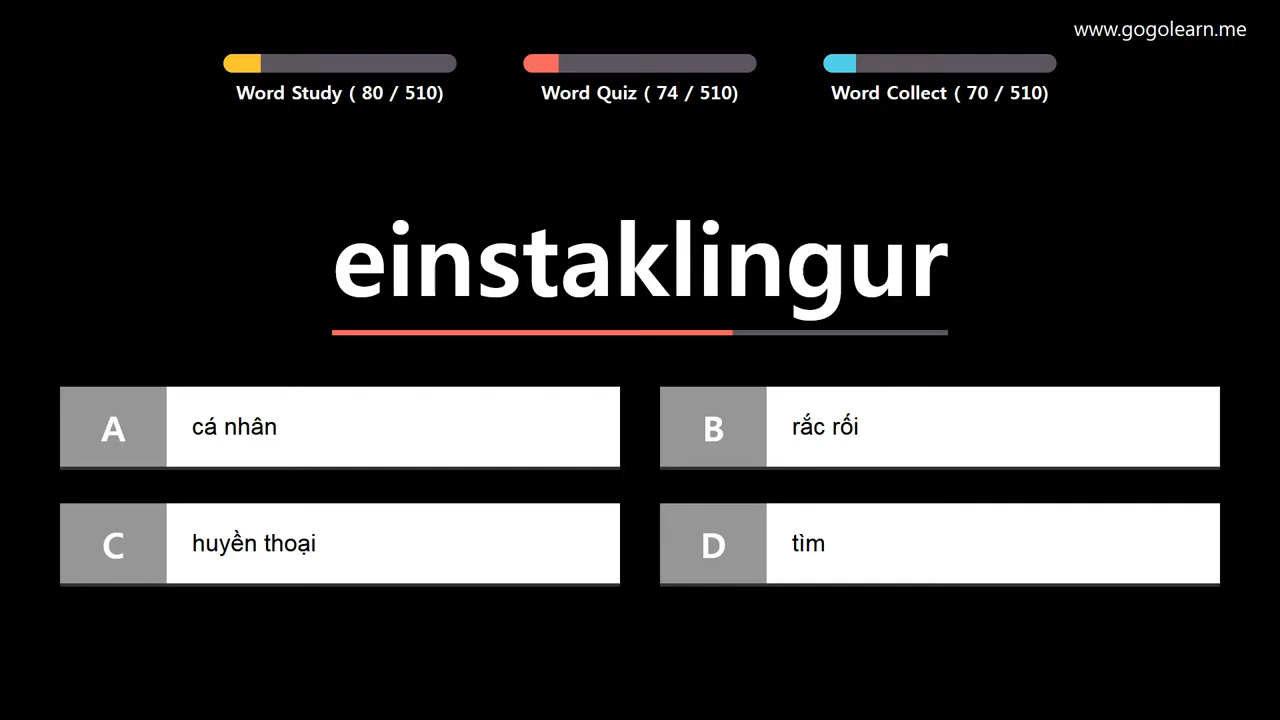 www.gogolearn.me
Word Study ( 80 / 510)
Word Quiz ( 74 / 510)
Word Collect ( 70 / 510)
einstaklingur
A cá nhân
B rắc rối
C huyền thoại
D tìm